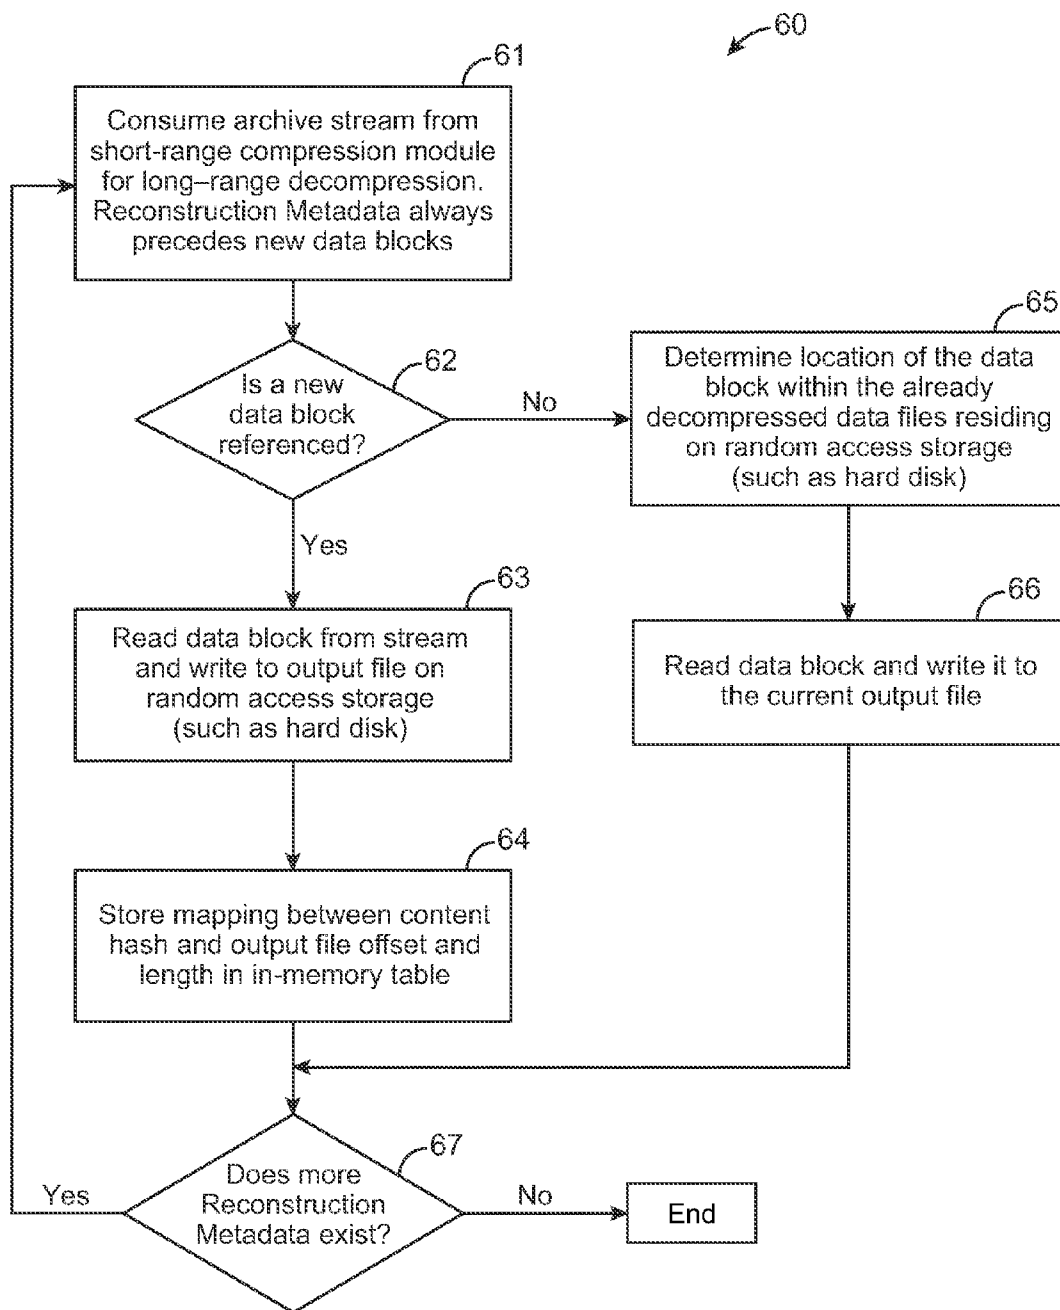 60
61
Consume archive stream from
short-range compression module
for long–range decompression.
Reconstruction Metadata always
precedes new data blocks
62
Is a new
data block
referenced?
No
Yes
65
Determine location of the data
block within the already
decompressed data files residing
on random access storage
(such as hard disk)
63
Read data block from stream
and write to output file on
random access storage
(such as hard disk)
66
Read data block and write it to
the current output file
64
Store mapping between content
hash and output file offset and
length in in-memory table
67
Does more
Reconstruction
Metadata exist?
Yes
No
End